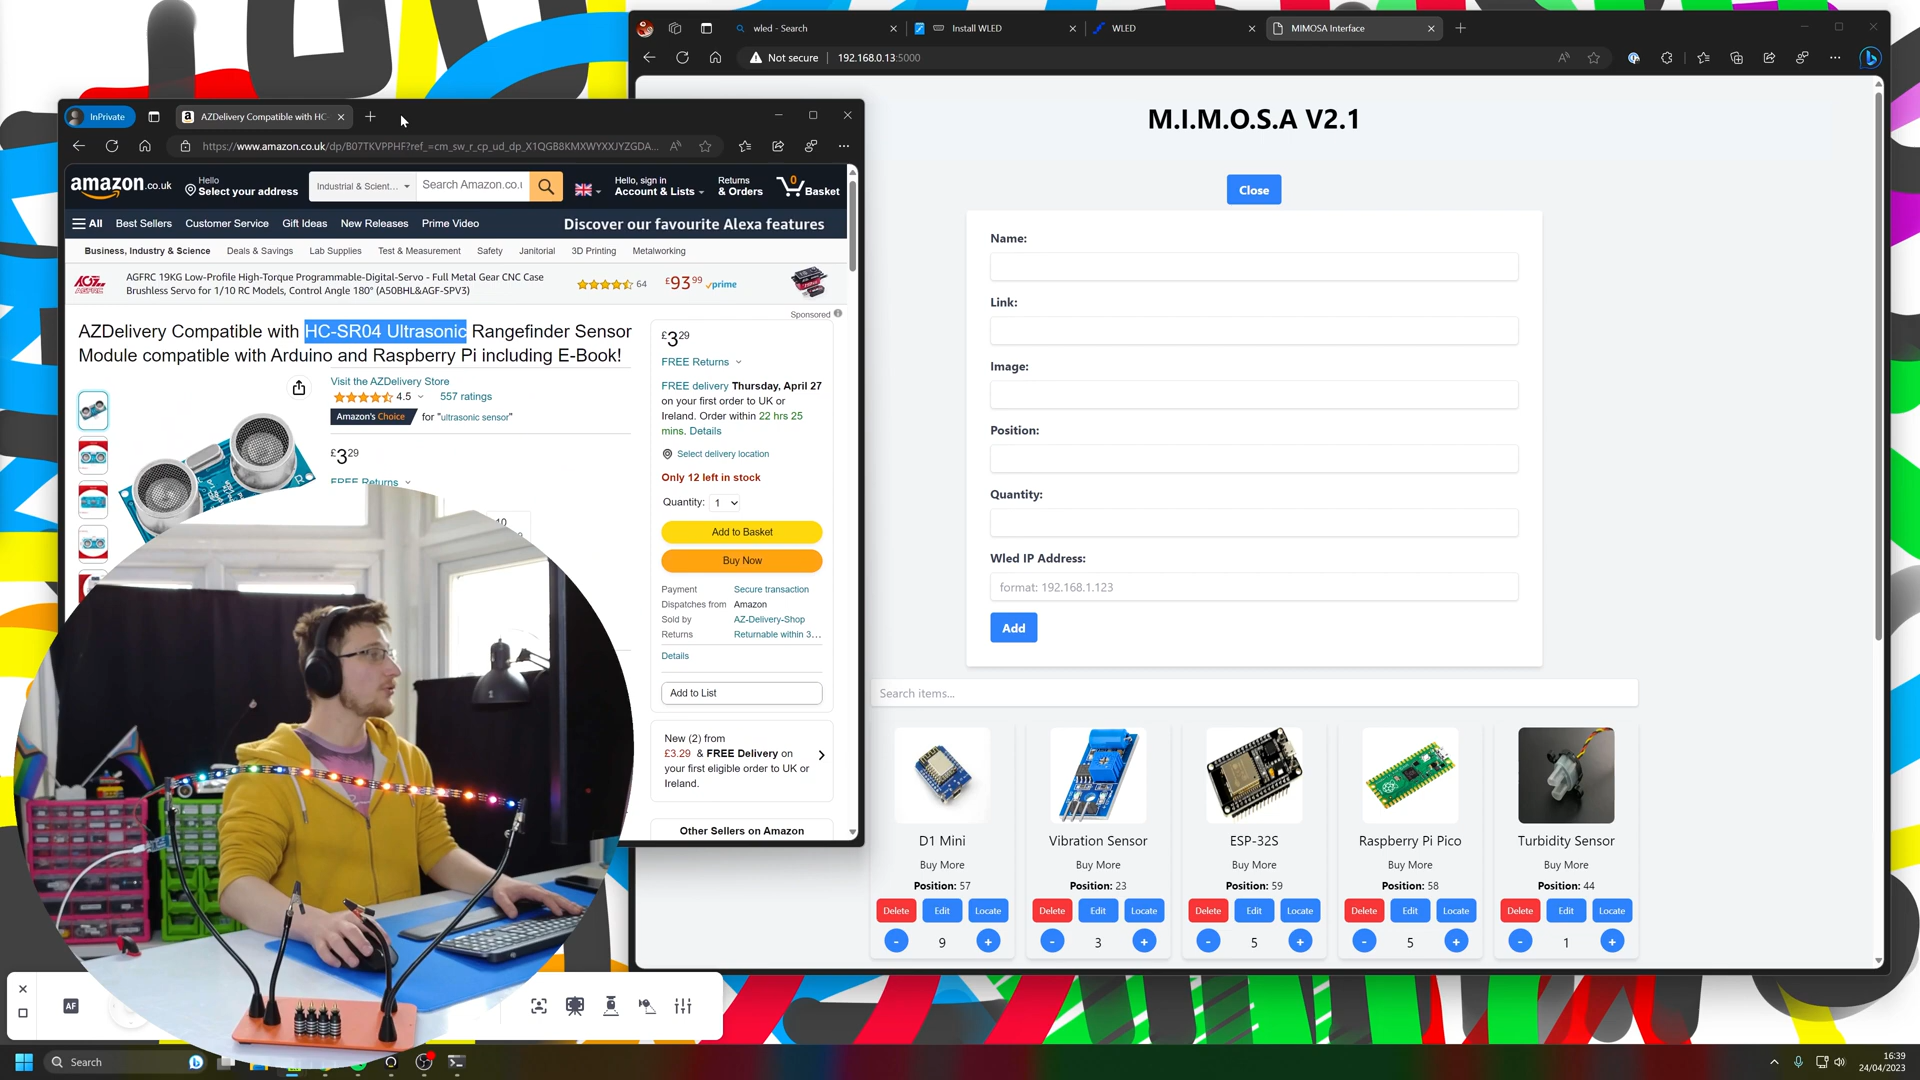 wled - Search
Install WLED
WLED
MIMOSA Interface
Not secure
192.168.0.13:5000
InPrivate
AZDelivery Compatible with HC-
https://www.amazon.co.uk/dp/B07TKVPPHF?ref_=cm_sw_r_cp_ud_dp_X1QGB8KMXWYXXJYZGDA...
amazon.co.uk
Hello
Select your address
Industrial & Scient...
Search Amazon.co.u
Hello, sign in
Account & Lists
Returns
& Orders
0
Basket
All
Best Sellers
Customer Service
Gift Ideas
New Releases
Prime Video
Discover our favourite Alexa features
Business, Industry & Science
Deals & Savings
Lab Supplies
Test & Measurement
Safety
Janitorial
3D Printing
Metalworking
AGFRC 19KG Low-Profile High-Torque Programmable-Digital-Servo - Full Metal Gear CNC Case
Brushless Servo for 1/10 RC Models, Control Angle 180° (A50BHL&AGF-SPV3)
64
£93.99
prime
Sponsored
AZDelivery Compatible with HC-SR04 Ultrasonic Rangefinder Sensor
Module compatible with Arduino and Raspberry Pi including E-Book!
Visit the AZDelivery Store
4.5
557 ratings
Amazon's Choice
for "ultrasonic sensor"
£3.29
FREE Returns
£3.29
FREE Returns
FREE delivery Thursday, April 27
on your first order to UK or
Ireland. Order within 22 hrs 25
mins. Details
Select delivery location
Only 12 left in stock
Quantity: 1
Add to Basket
Buy Now
Payment
Secure transaction
Dispatches from
Amazon
Sold by
AZ-Delivery-Shop
Returns
Returnable within 3...
Details
Add to List
New (2) from
£3.29 & FREE Delivery on
your first eligible order to UK or
Ireland.
Other Sellers on Amazon
M.I.M.O.S.A V2.1
Close
Name:
Link:
Image:
Position:
Quantity:
Wled IP Address:
format: 192.168.1.123
Add
Search items...
D1 Mini
Buy More
Position: 57
Delete
Edit
Locate
-
9
+
Vibration Sensor
Buy More
Position: 23
Delete
Edit
Locate
-
3
+
ESP-32S
Buy More
Position: 59
Delete
Edit
Locate
-
5
+
Raspberry Pi Pico
Buy More
Position: 58
Delete
Edit
Locate
-
5
+
Turbidity Sensor
Buy More
Position: 44
Delete
Edit
Locate
-
1
+
AF
Search
16:39
24/04/2023